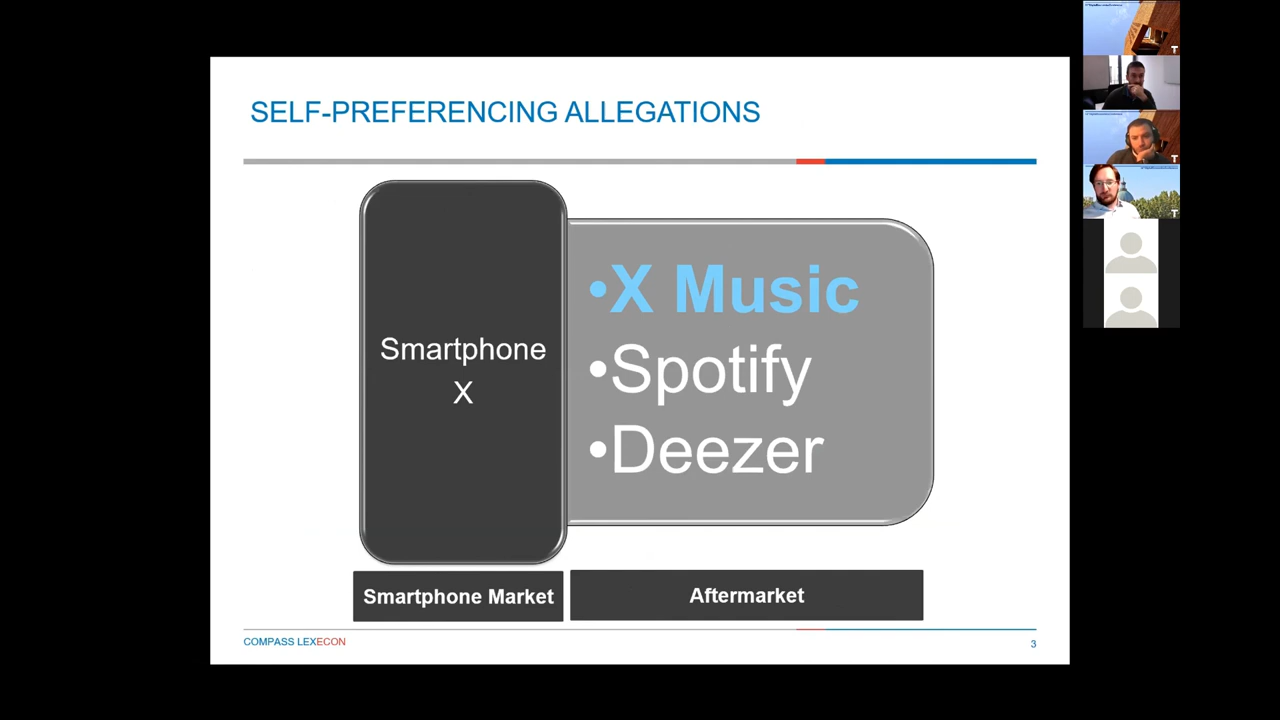 SELF-PREFERENCING ALLEGATIONS
Smartphone
X
•X Music
•Spotify
•Deezer
Smartphone Market
Aftermarket
COMPASS LEXECON
3